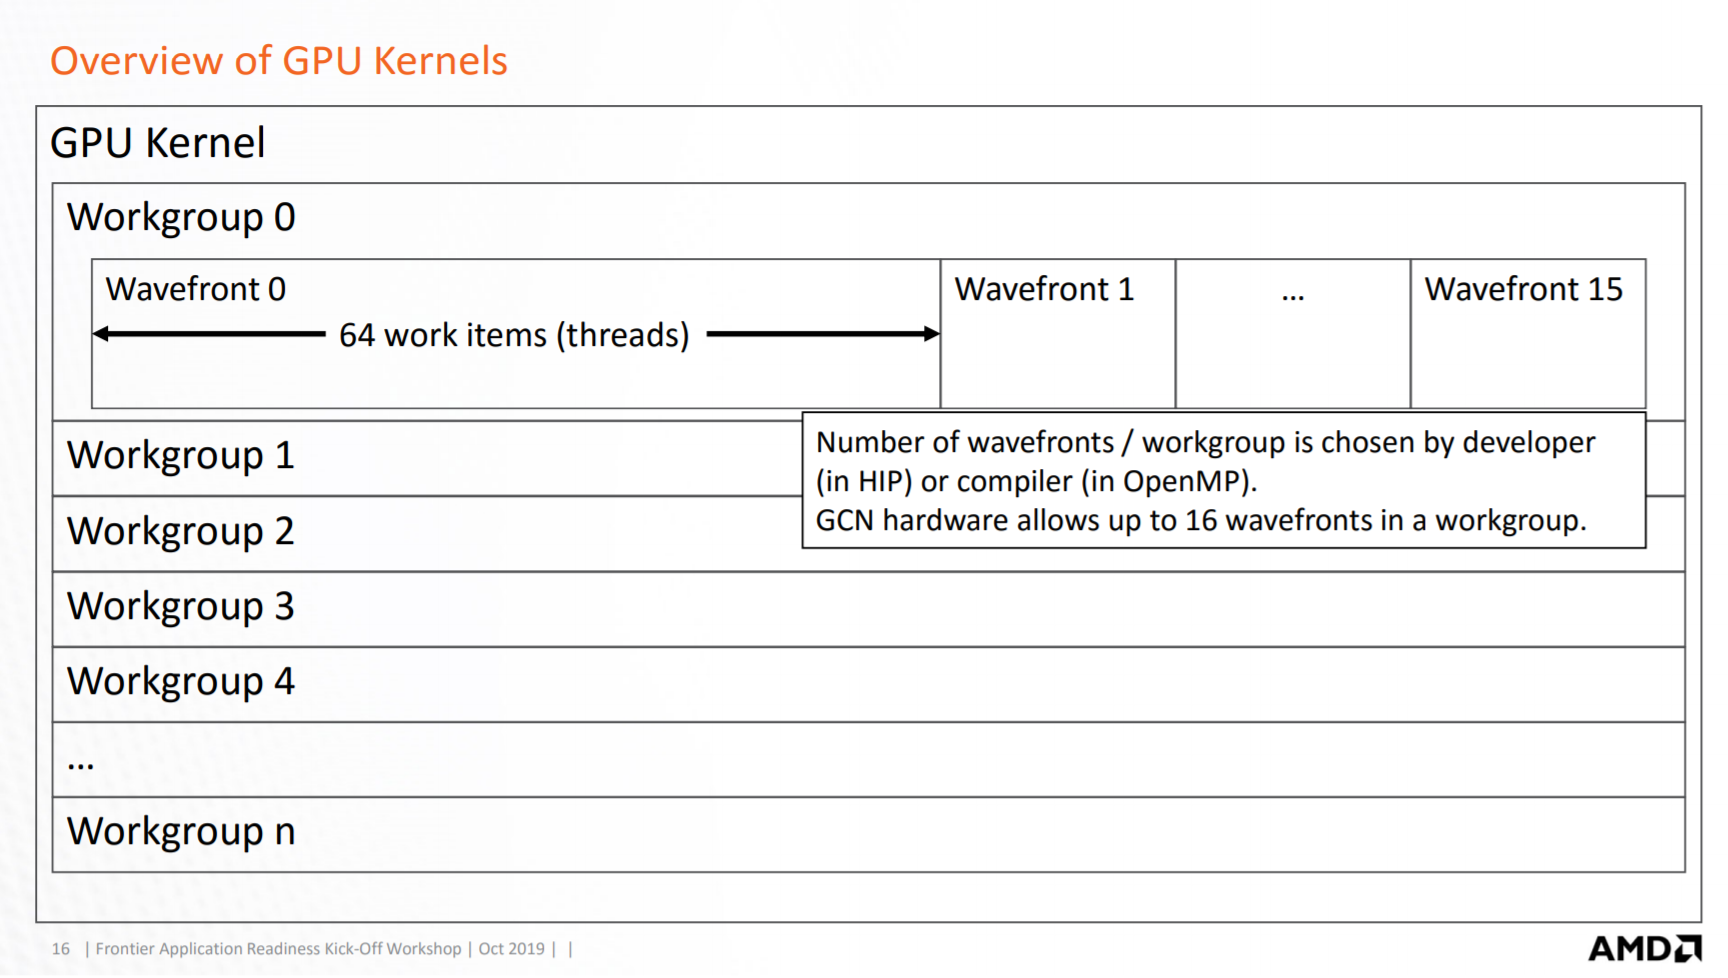 Overview of GPU Kernels
GPU Kernel
Workgroup 0
Wavefront 0
Wavefront 1
...
Wavefront 15
64 work items (threads)
Workgroup 1
Number of wavefronts / workgroup is chosen by developer
(in HIP) or compiler (in OpenMP).
GCN hardware allows up to 16 wavefronts in a workgroup.
Workgroup 2
Workgroup 3
Workgroup 4
...
Workgroup n
16 | Frontier Application Readiness Kick-Off Workshop | Oct 2019 | |
AMD